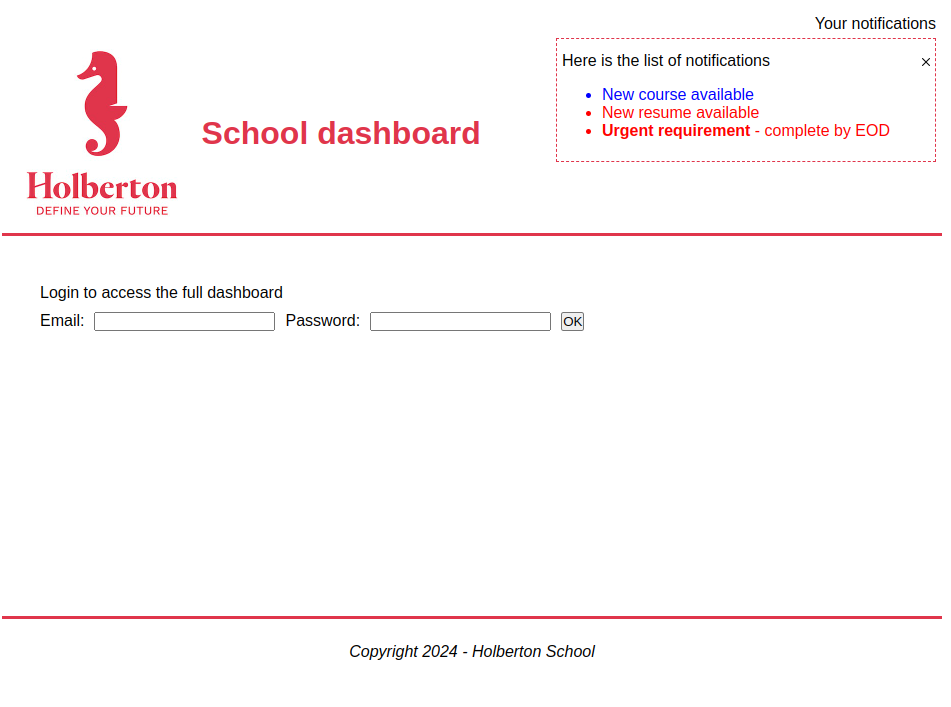 Your notifications
Here is the list of notifications ×
New course available
New resume available
Urgent requirement - complete by EOD
School dashboard
Holberton
DEFINE YOUR FUTURE
Login to access the full dashboard
Email: Password: OK
Copyright 2024 - Holberton School